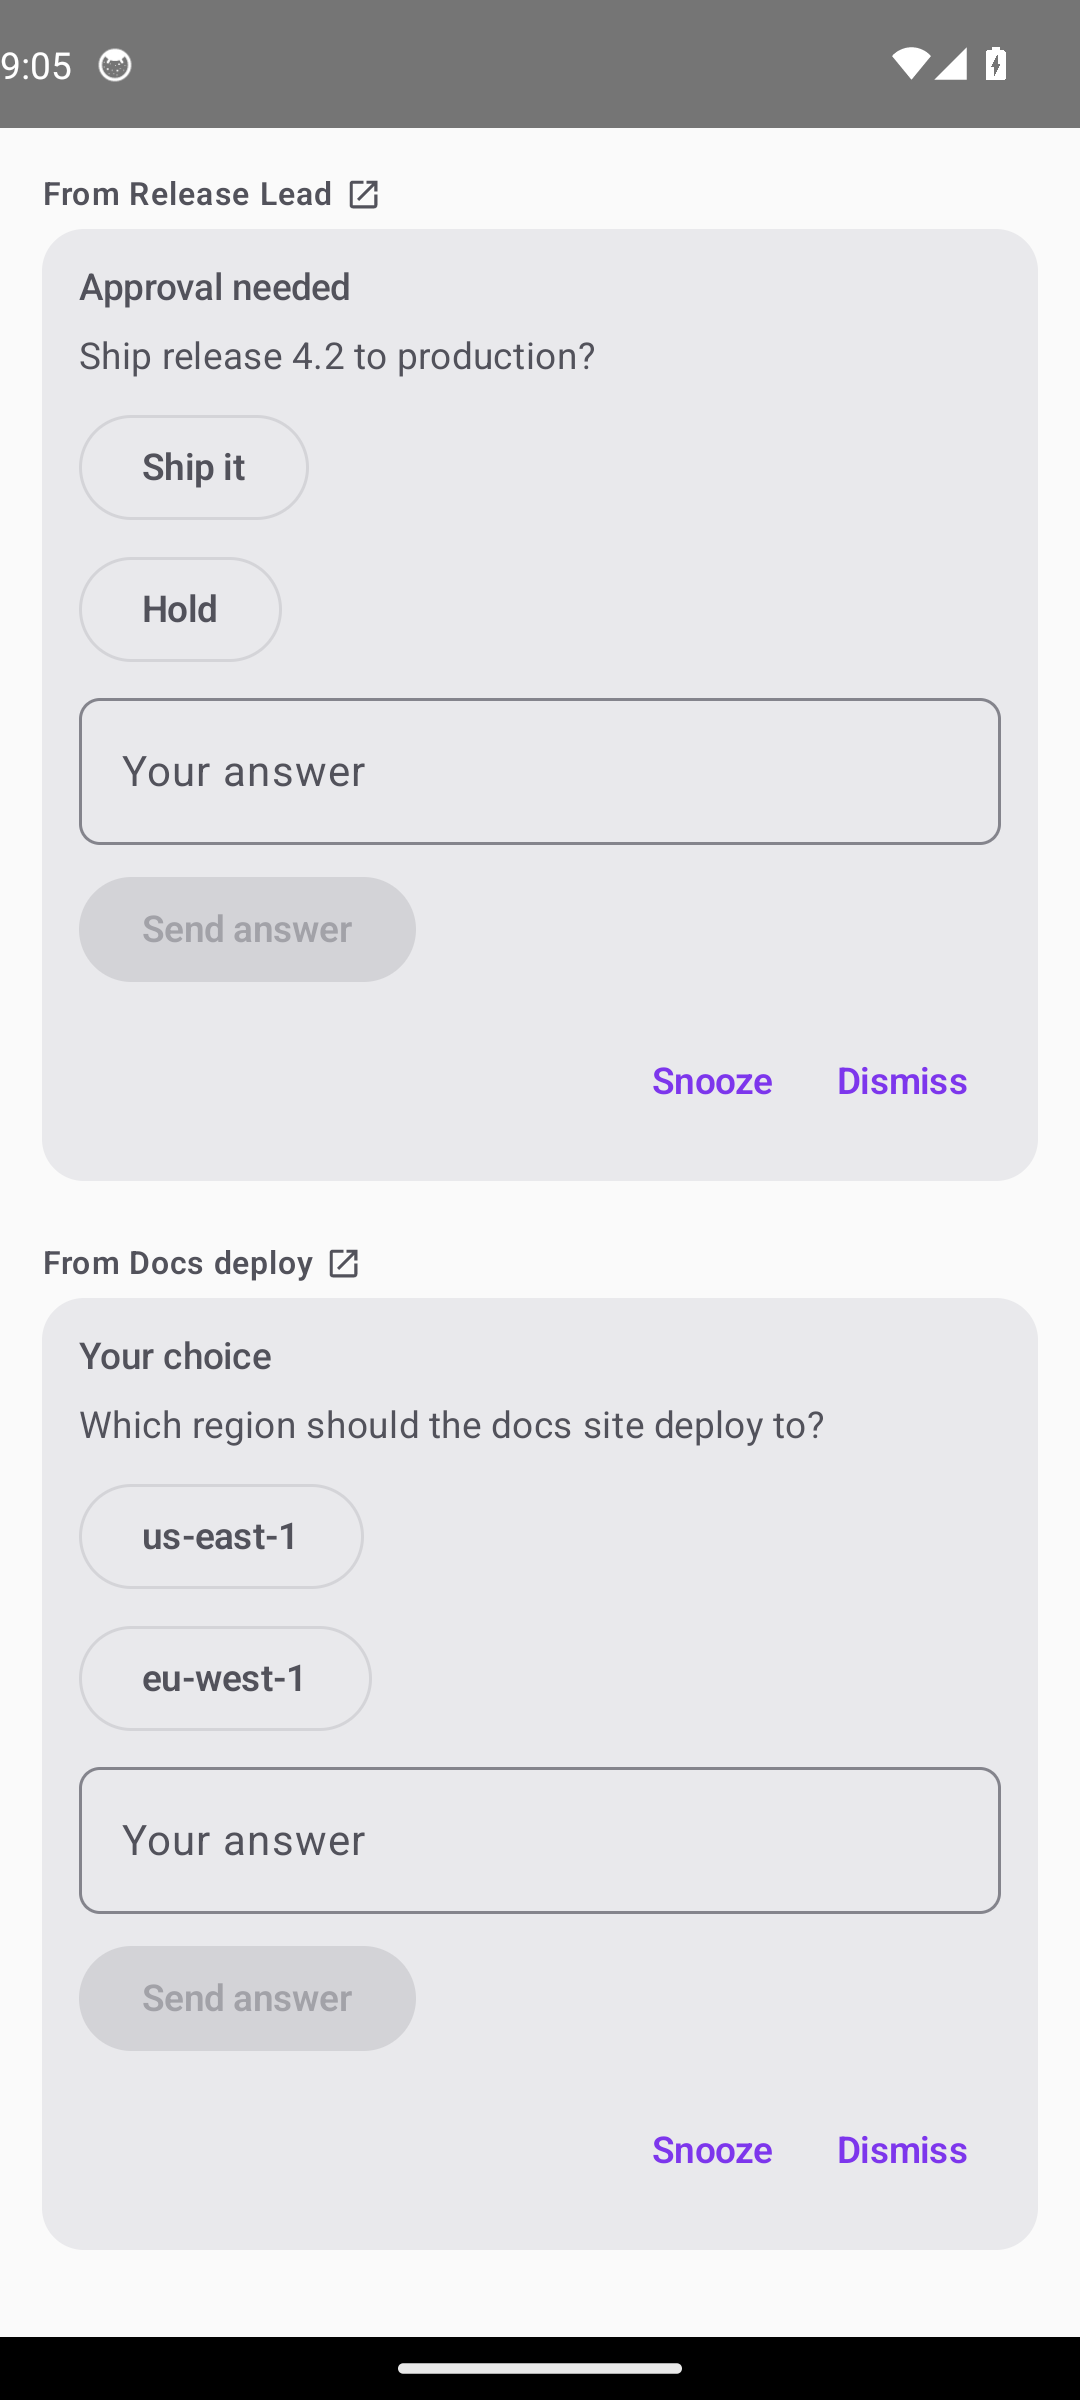 9:05
From Release Lead
Approval needed
Ship release 4.2 to production?
Ship it
Hold
Your answer
Send answer
Snooze Dismiss
From Docs deploy
Your choice
Which region should the docs site deploy to?
us-east-1
eu-west-1
Your answer
Send answer
Snooze Dismiss